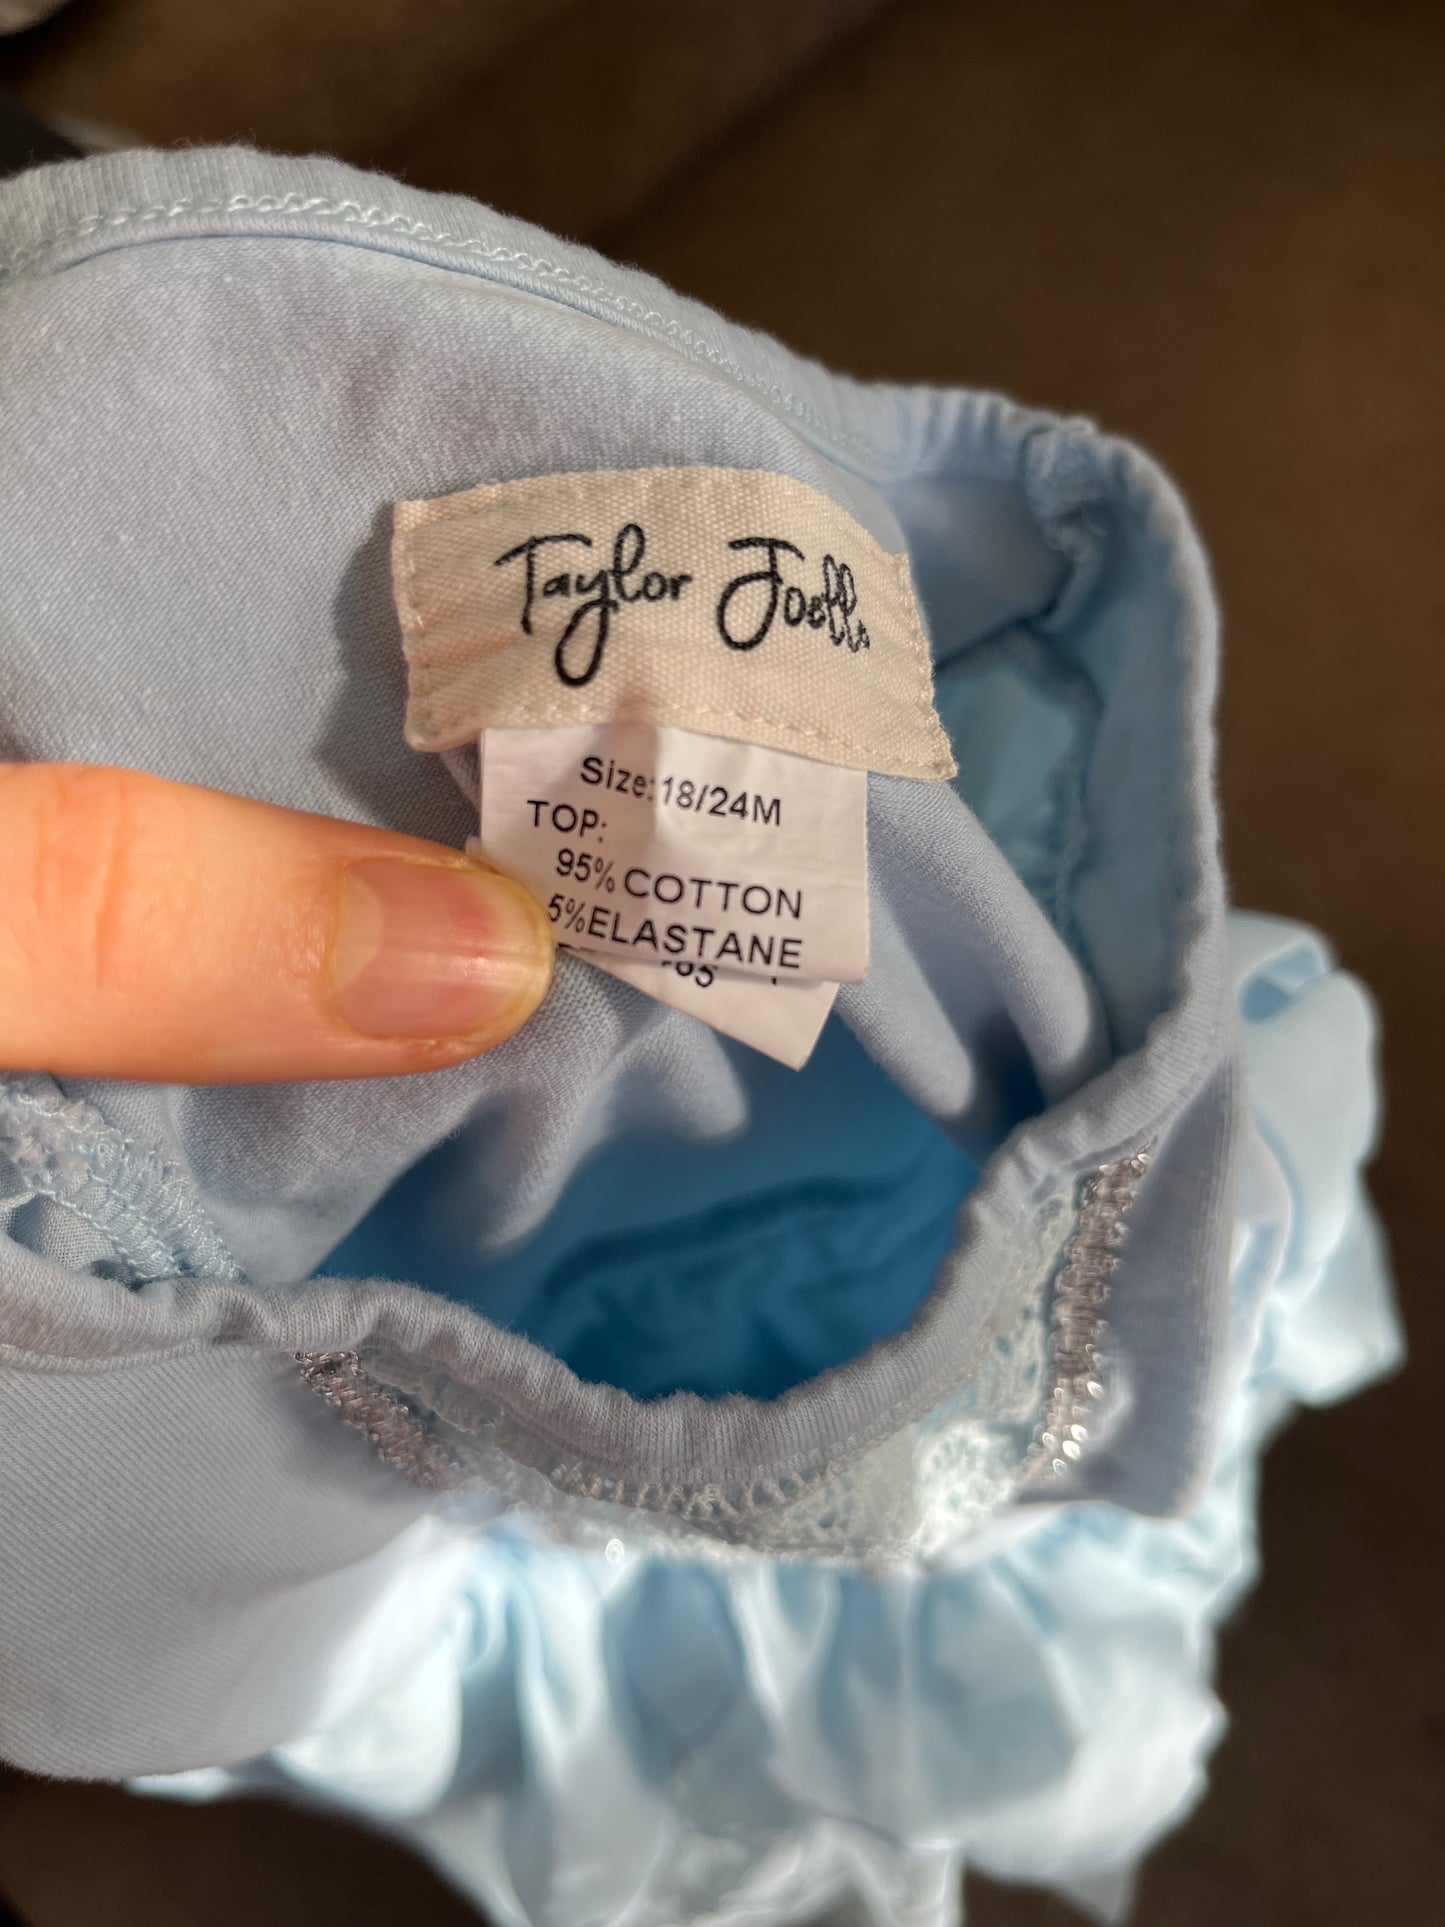 Taylor Joelle
Size:18/24M
TOP:
95% COTTON
5%ELASTANE